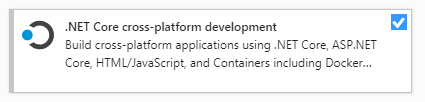 .NET Core cross-platform development
Build cross-platform applications using .NET Core, ASP.NET
Core, HTML/JavaScript, and Containers including Docker...